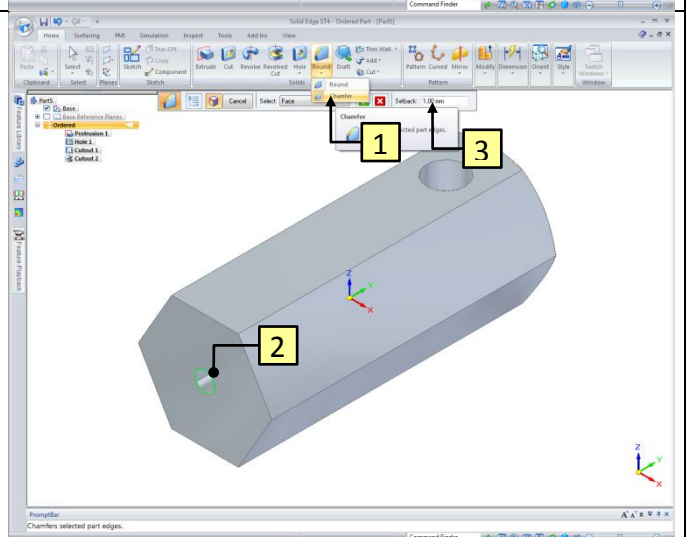 Command Finder
Solid Edge ST4 - Ordered Part - [Part5]
Home Surfacing PMI Simulation Inspect Tools Add Ins View
Paste Select Planes Sketch Tear-Off Extrude Cut Revolve Revolved Cut Hole Round Draft Thin Wall Pattern Curved Mirror Modify Dimension Orient Style Switch Windows
Copy Add
Component Cut
Clipboard Select Planes Sketch Solids Pattern Window
Round
Chamfer
Part5
Cancel Select: Face Setback: 1.00 mm
Base
Base Reference Planes
Ordered
Protrusion 1
Hole 1
Cutout 1
Cutout 2
Chamfer
selected part edges.
1
3
2
Z
Y
X
Z
Y
X
Feature Library
Feature Playback
PromptBar
Chamfers selected part edges.
Command Finder